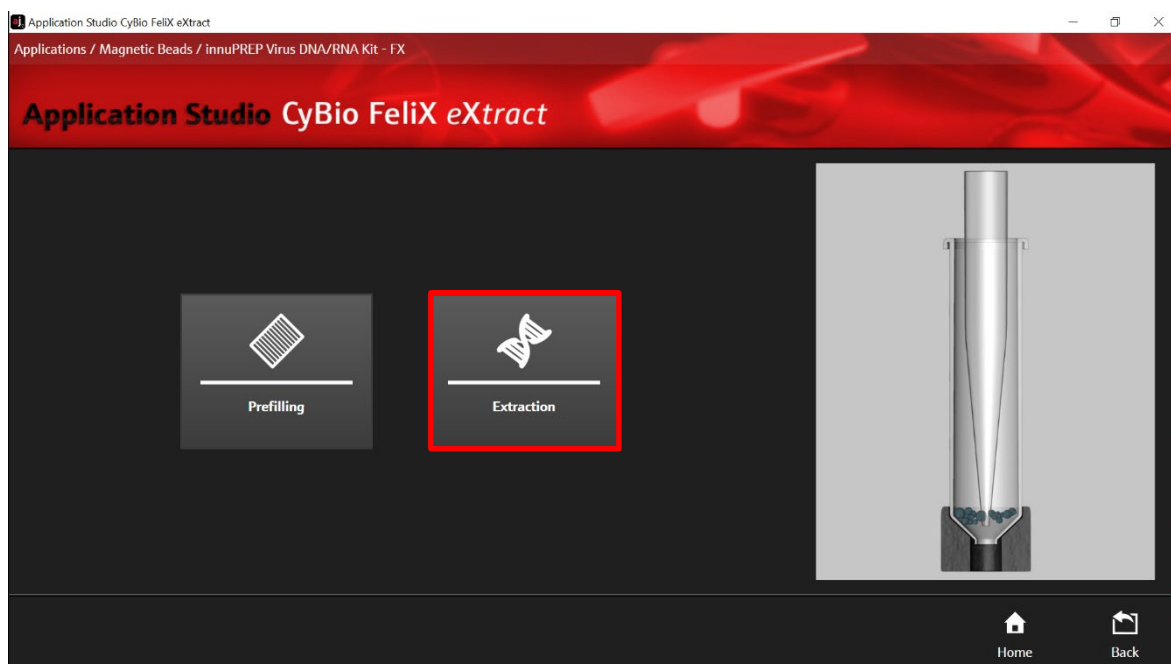 Application Studio CyBio FeliX eXtract
Applications / Magnetic Beads / innuPREP Virus DNA/RNA Kit - FX
Application Studio CyBio FeliX eXtract
Prefilling
Extraction
Home
Back